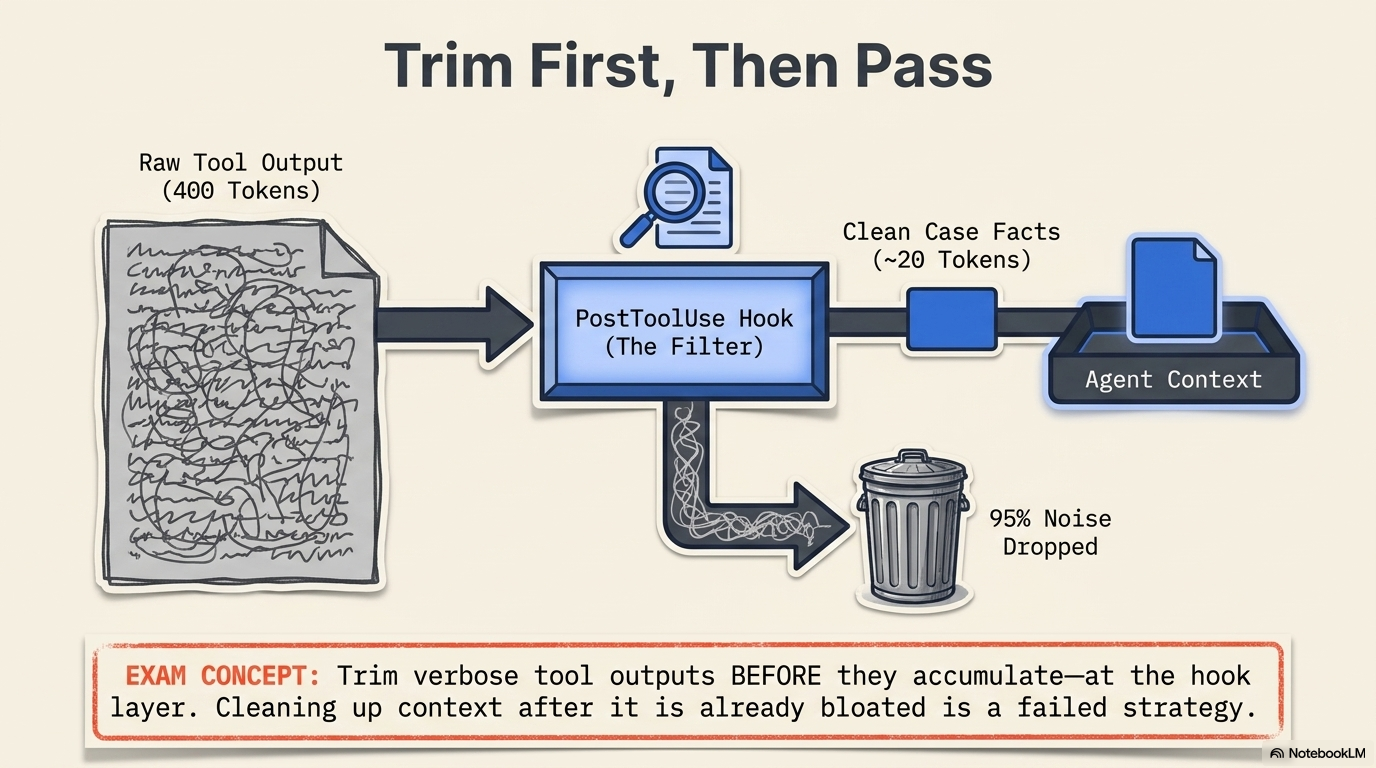 Trim First, Then Pass
Raw Tool Output
(400 Tokens)
PostToolUse Hook
(The Filter)
Clean Case Facts
(~20 Tokens)
Agent Context
95% Noise
Dropped
EXAM CONCEPT: Trim verbose tool outputs BEFORE they accumulate—at the hook
layer. Cleaning up context after it is already bloated is a failed strategy.
NotebookLM